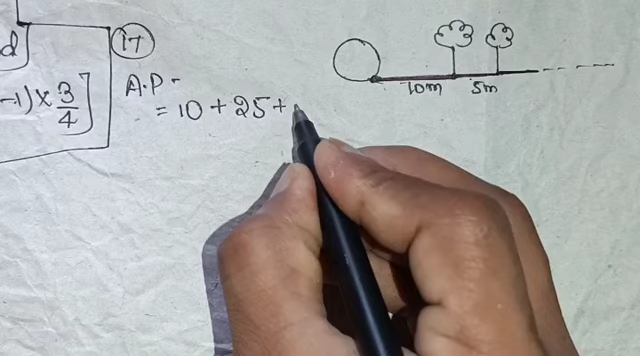 d
17
-1) × 3/4]
A.P-
= 10 + 25 +
10m 5m